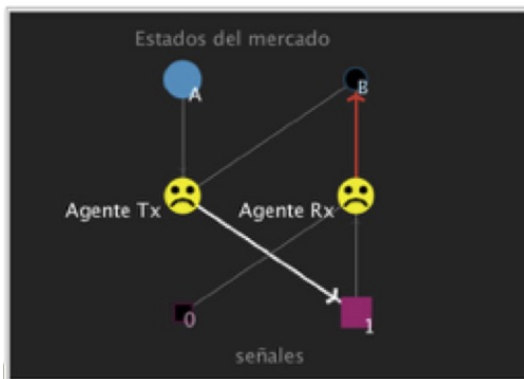 Estados del mercado
A B
Agente Tx Agente Rx
0 1
señales